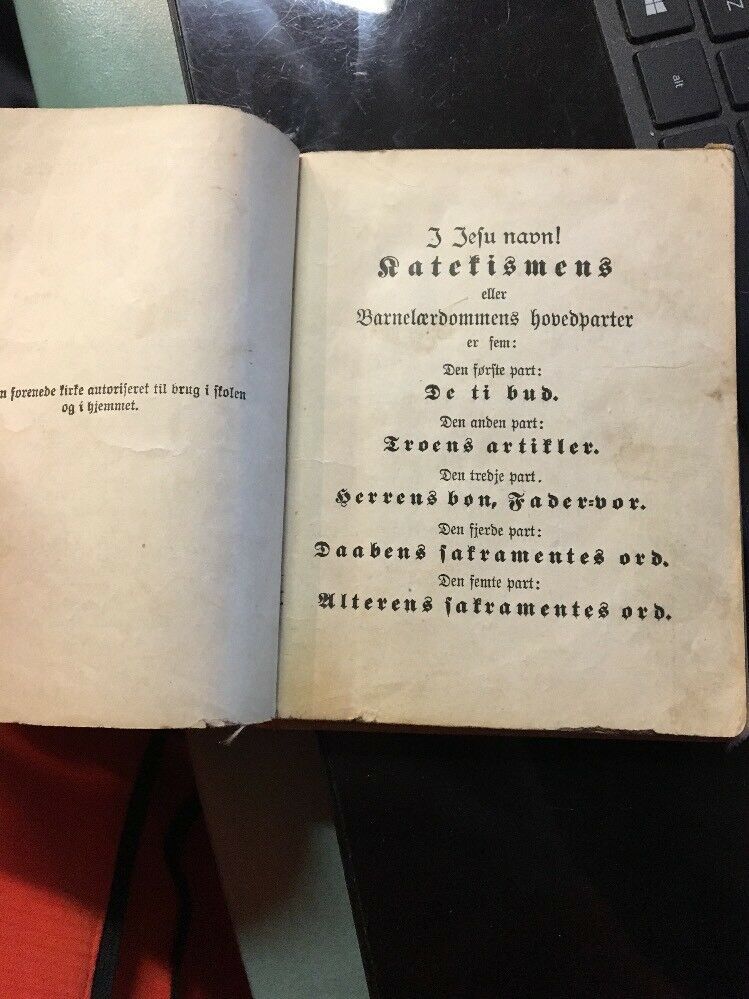 forenede kirke autoriseret til brug i skolen
og i hjemmet.
I Jesu navn!
Katekismens
eller
Barnelærdommens hovedparter
er fem:
Den første part:
De ti bud.
Den anden part:
Troens artikler.
Den tredje part.
Herrens bøn, Fader-vor.
Den fjerde part:
Daabens sakramentes ord.
Den femte part:
Alterens sakramentes ord.
alt
Z